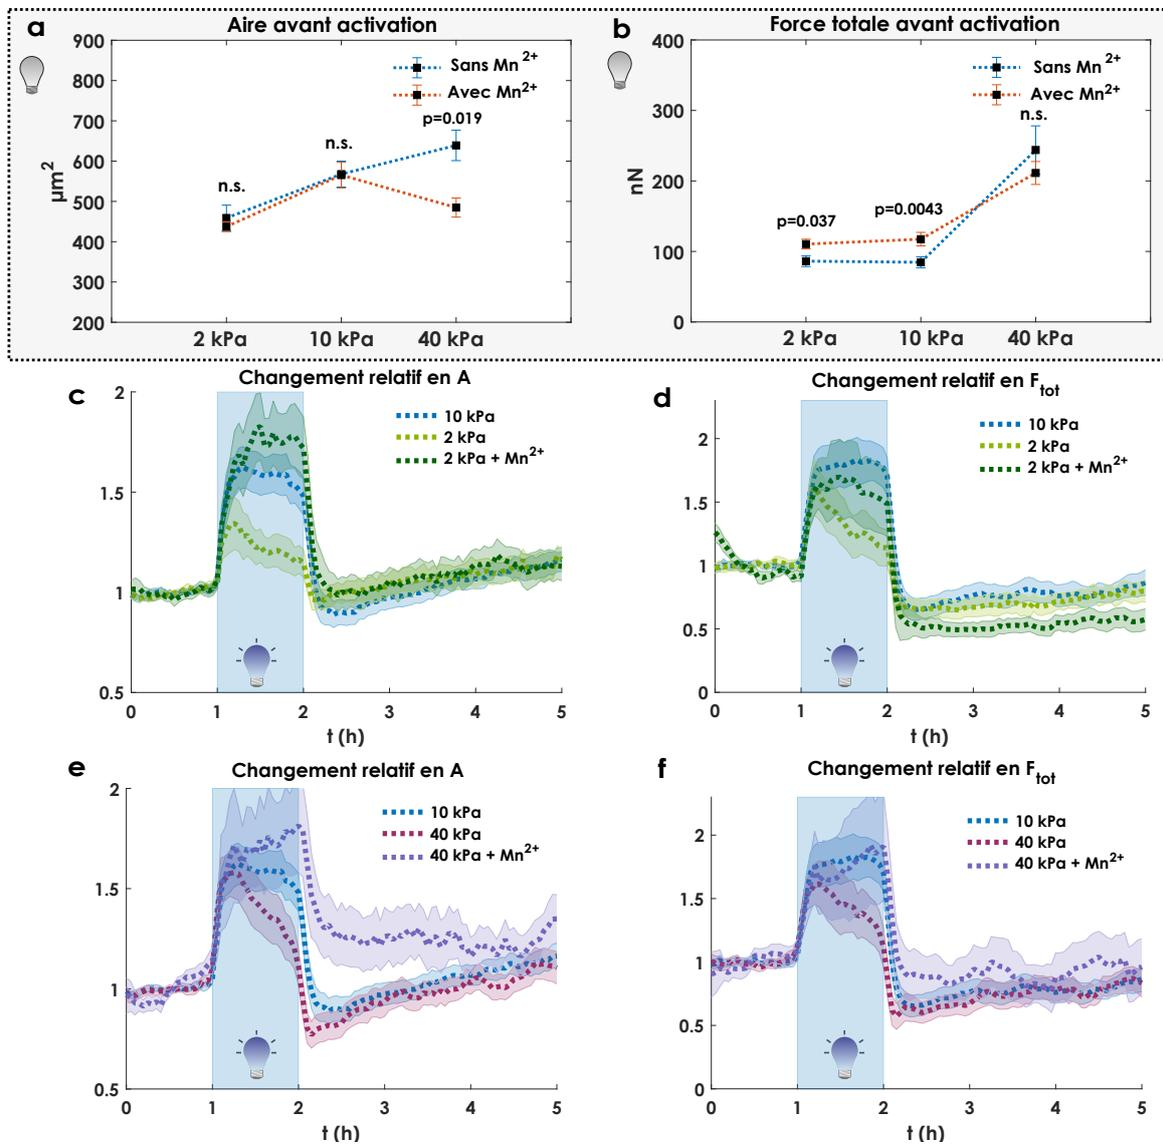 a
Aire avant activation
900
800
700
600
500
400
300
200
µm²
Sans Mn²⁺
Avec Mn²⁺
n.s.
n.s.
p=0.019
2 kPa
10 kPa
40 kPa
b
Force totale avant activation
400
300
200
100
0
nN
Sans Mn²⁺
Avec Mn²⁺
p=0.037
p=0.0043
n.s.
2 kPa
10 kPa
40 kPa
c
Changement relatif en A
2
1.5
1
0.5
10 kPa
2 kPa
2 kPa + Mn²⁺
0 1 2 3 4 5
t (h)
d
Changement relatif en Ftot
2
1.5
1
0.5
0
10 kPa
2 kPa
2 kPa + Mn²⁺
0 1 2 3 4 5
t (h)
e
Changement relatif en A
2
1.5
1
0.5
10 kPa
40 kPa
40 kPa + Mn²⁺
0 1 2 3 4 5
t (h)
f
Changement relatif en Ftot
2
1.5
1
0.5
0
10 kPa
40 kPa
40 kPa + Mn²⁺
0 1 2 3 4 5
t (h)